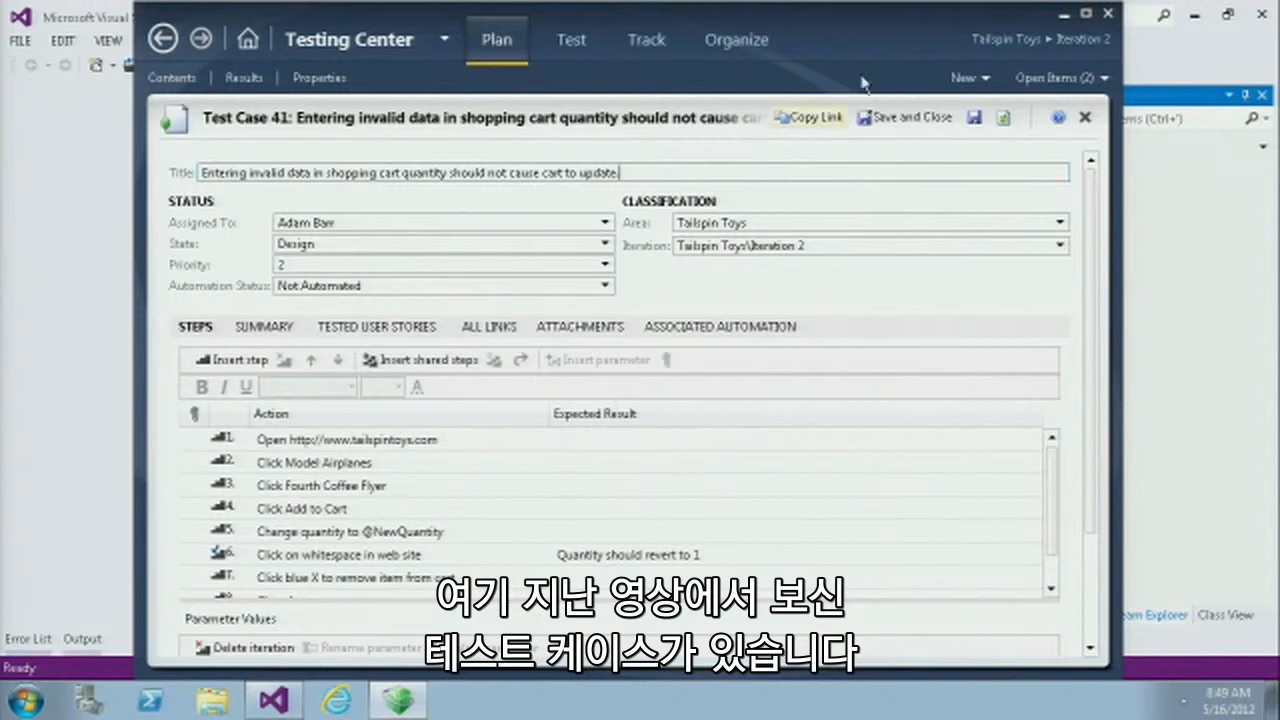 Microsoft Visual
FILE EDIT VIEW
Testing Center Plan Test Track Organize
Tailspin Toys ▸ Iteration 2
Contents | Results | Properties
New Open Items (2)
Test Case 41: Entering invalid data in shopping cart quantity should not cause
Copy Link Save and Close
Title: Entering invalid data in shopping cart quantity should not cause cart to update.
STATUS CLASSIFICATION
Assigned To: Adam Barr Area: Tailspin Toys
State: Design Iteration: Tailspin Toys\Iteration 2
Priority: 2
Automation Status: Not Automated
STEPS SUMMARY TESTED USER STORIES ALL LINKS ATTACHMENTS ASSOCIATED AUTOMATION
Insert step Insert shared steps Insert parameter
B I U A
Action Expected Result
1. Open http://www.tailspintoys.com
2. Click Model Airplanes
3. Click Fourth Coffee Flyer
4. Click Add to Cart
5. Change quantity to @NewQuantity
6. Click on whitespace in web site Quantity should revert to 1
7. Click blue X to remove item from
여기 지난 영상에서 보신
테스트 케이스가 있습니다
Parameter Values
Delete iteration Rename parameter
Error List Output
Explorer Class View
Ready
8:49 AM
5/16/2012